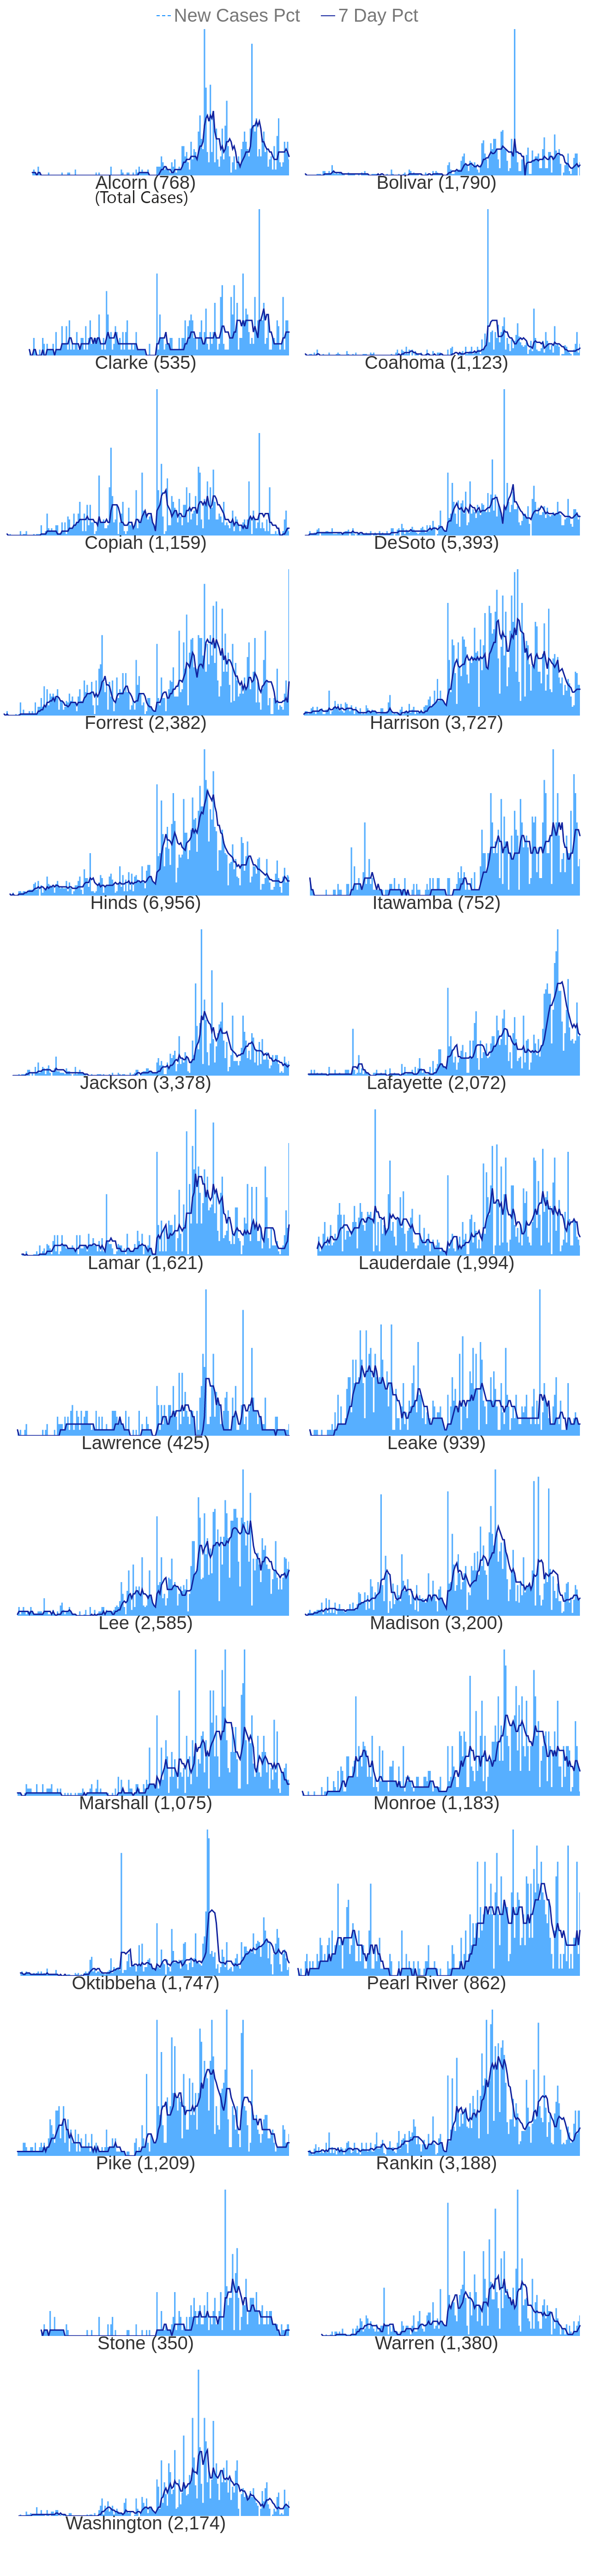 New Cases Pct 7 Day Pct
Alcorn (768) Bolivar (1,790)
(Total Cases)
Clarke (535) Coahoma (1,123)
Copiah (1,159) DeSoto (5,393)
Forrest (2,382) Harrison (3,727)
Hinds (6,956) Itawamba (752)
Jackson (3,378) Lafayette (2,072)
Lamar (1,621) Lauderdale (1,994)
Lawrence (425) Leake (939)
Lee (2,585) Madison (3,200)
Marshall (1,075) Monroe (1,183)
Oktibbeha (1,747) Pearl River (862)
Pike (1,209) Rankin (3,188)
Stone (350) Warren (1,380)
Washington (2,174)